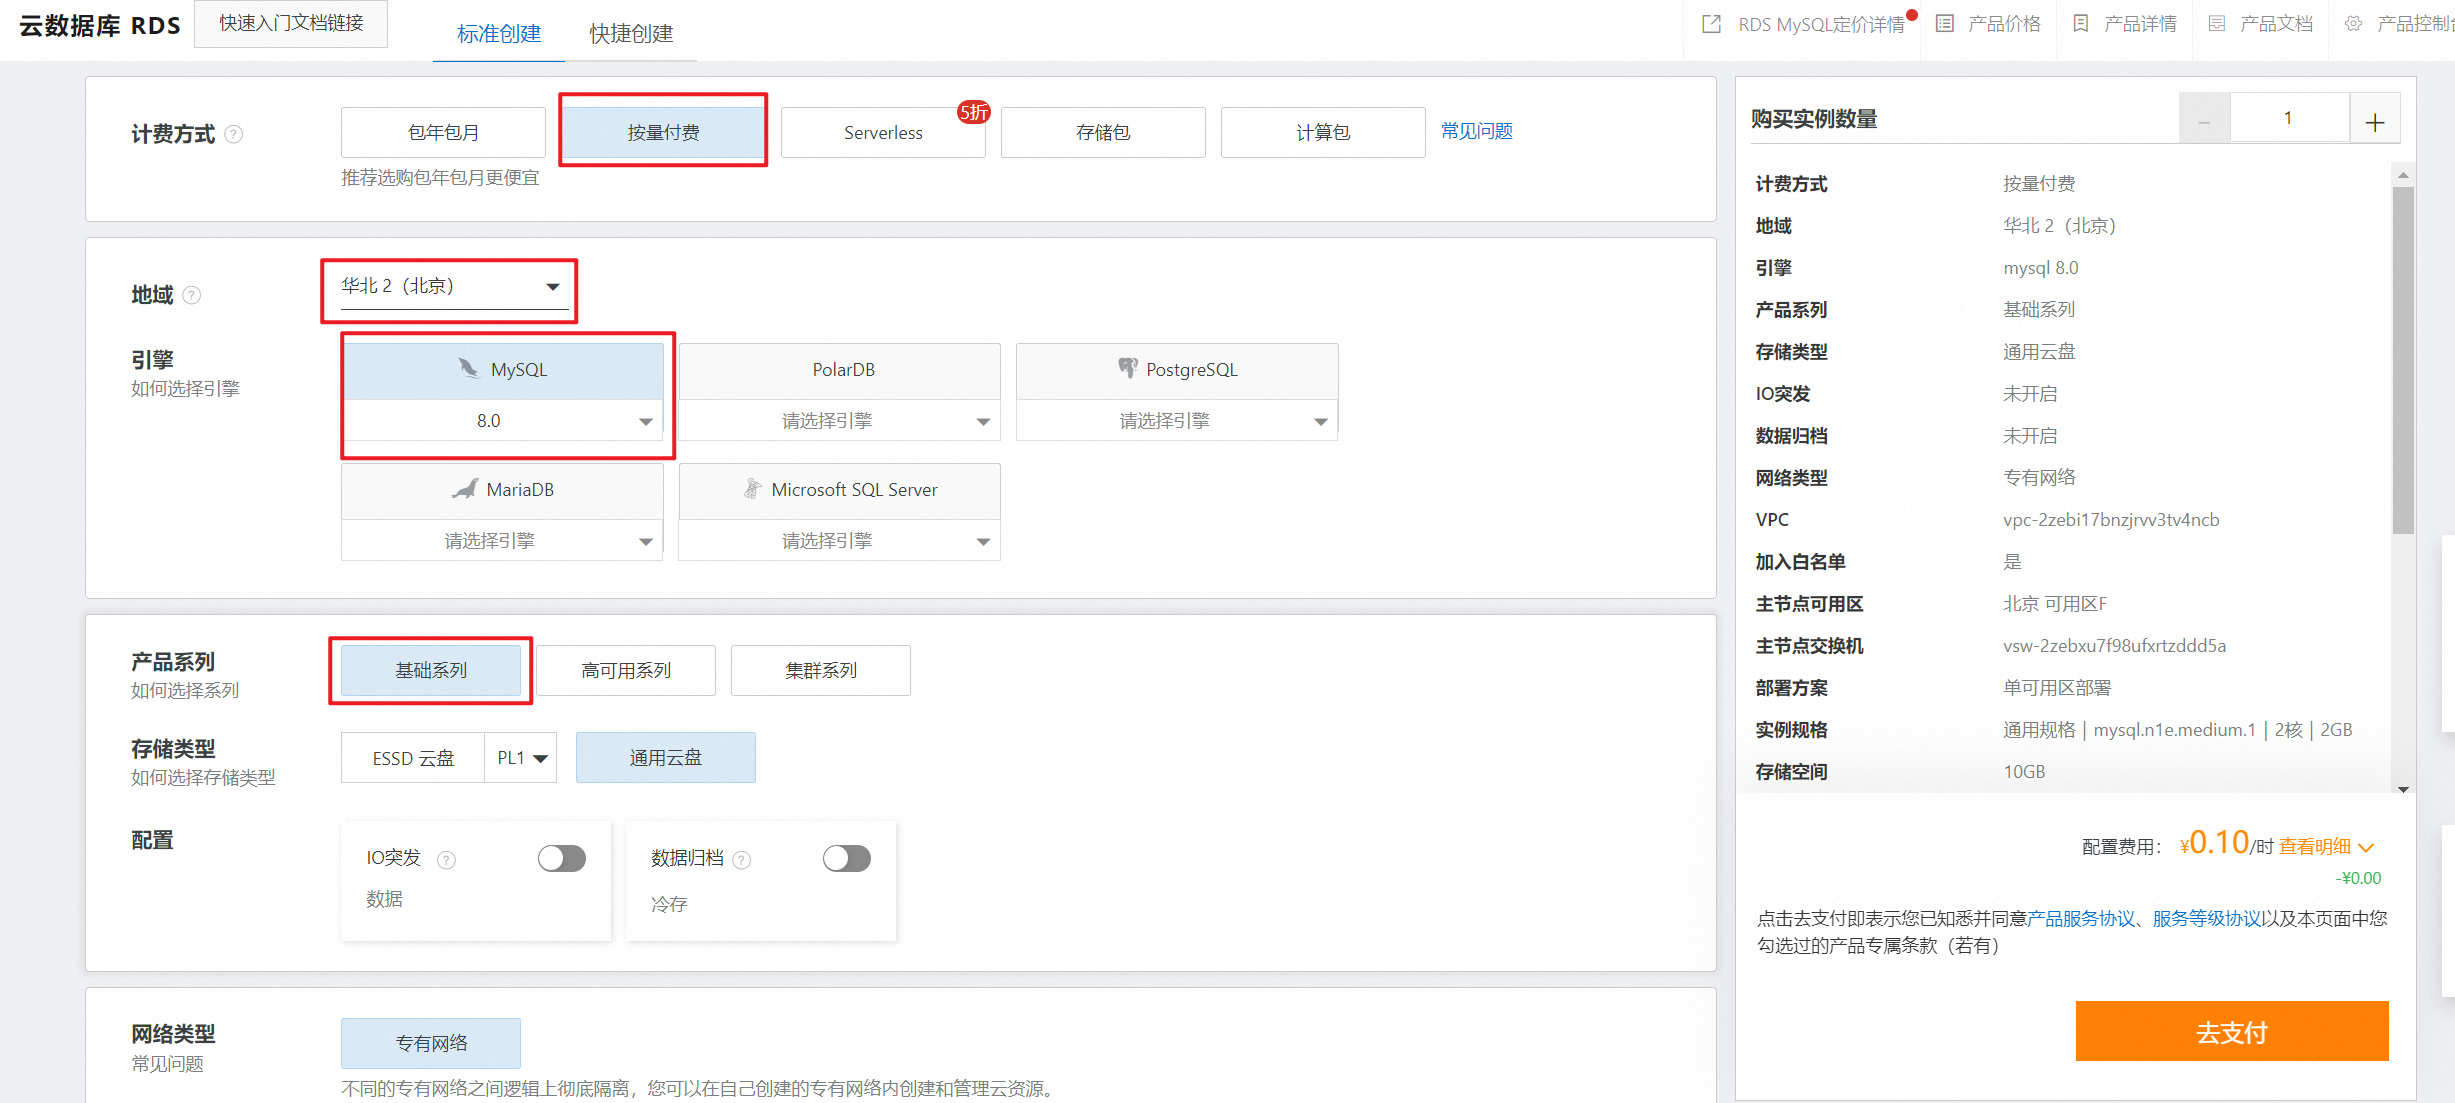 云数据库 RDS
快速入门文档链接
标准创建
快捷创建
RDS MySQL定价详情
产品价格
产品详情
产品文档
产品控制台
计费方式
包年包月
按量付费
Serverless
5折
存储包
计算包
常见问题
推荐选购包年包月更便宜
地域
华北 2（北京）
引擎
如何选择引擎
MySQL
8.0
PolarDB
请选择引擎
PostgreSQL
请选择引擎
MariaDB
请选择引擎
Microsoft SQL Server
请选择引擎
产品系列
如何选择系列
基础系列
高可用系列
集群系列
存储类型
如何选择存储类型
ESSD 云盘
PL1
通用云盘
配置
IO突发
数据
数据归档
冷存
网络类型
常见问题
专有网络
不同的专有网络之间逻辑上彻底隔离，您可以在自己创建的专有网络内创建和管理云资源。
购买实例数量
1
计费方式 按量付费
地域 华北 2（北京）
引擎 mysql 8.0
产品系列 基础系列
存储类型 通用云盘
IO突发 未开启
数据归档 未开启
网络类型 专有网络
VPC vpc-2zebi17bnzjrvv3tv4ncb
加入白名单 是
主节点可用区 北京 可用区F
主节点交换机 vsw-2zebxu7f98ufxrtzddd5a
部署方案 单可用区部署
实例规格 通用规格 | mysql.n1e.medium.1 | 2核 | 2GB
存储空间 10GB
配置费用： ¥0.10/时 查看明细
-¥0.00
点击去支付即表示您已知悉并同意产品服务协议、服务等级协议以及本页面中您
勾选过的产品专属条款（若有）
去支付